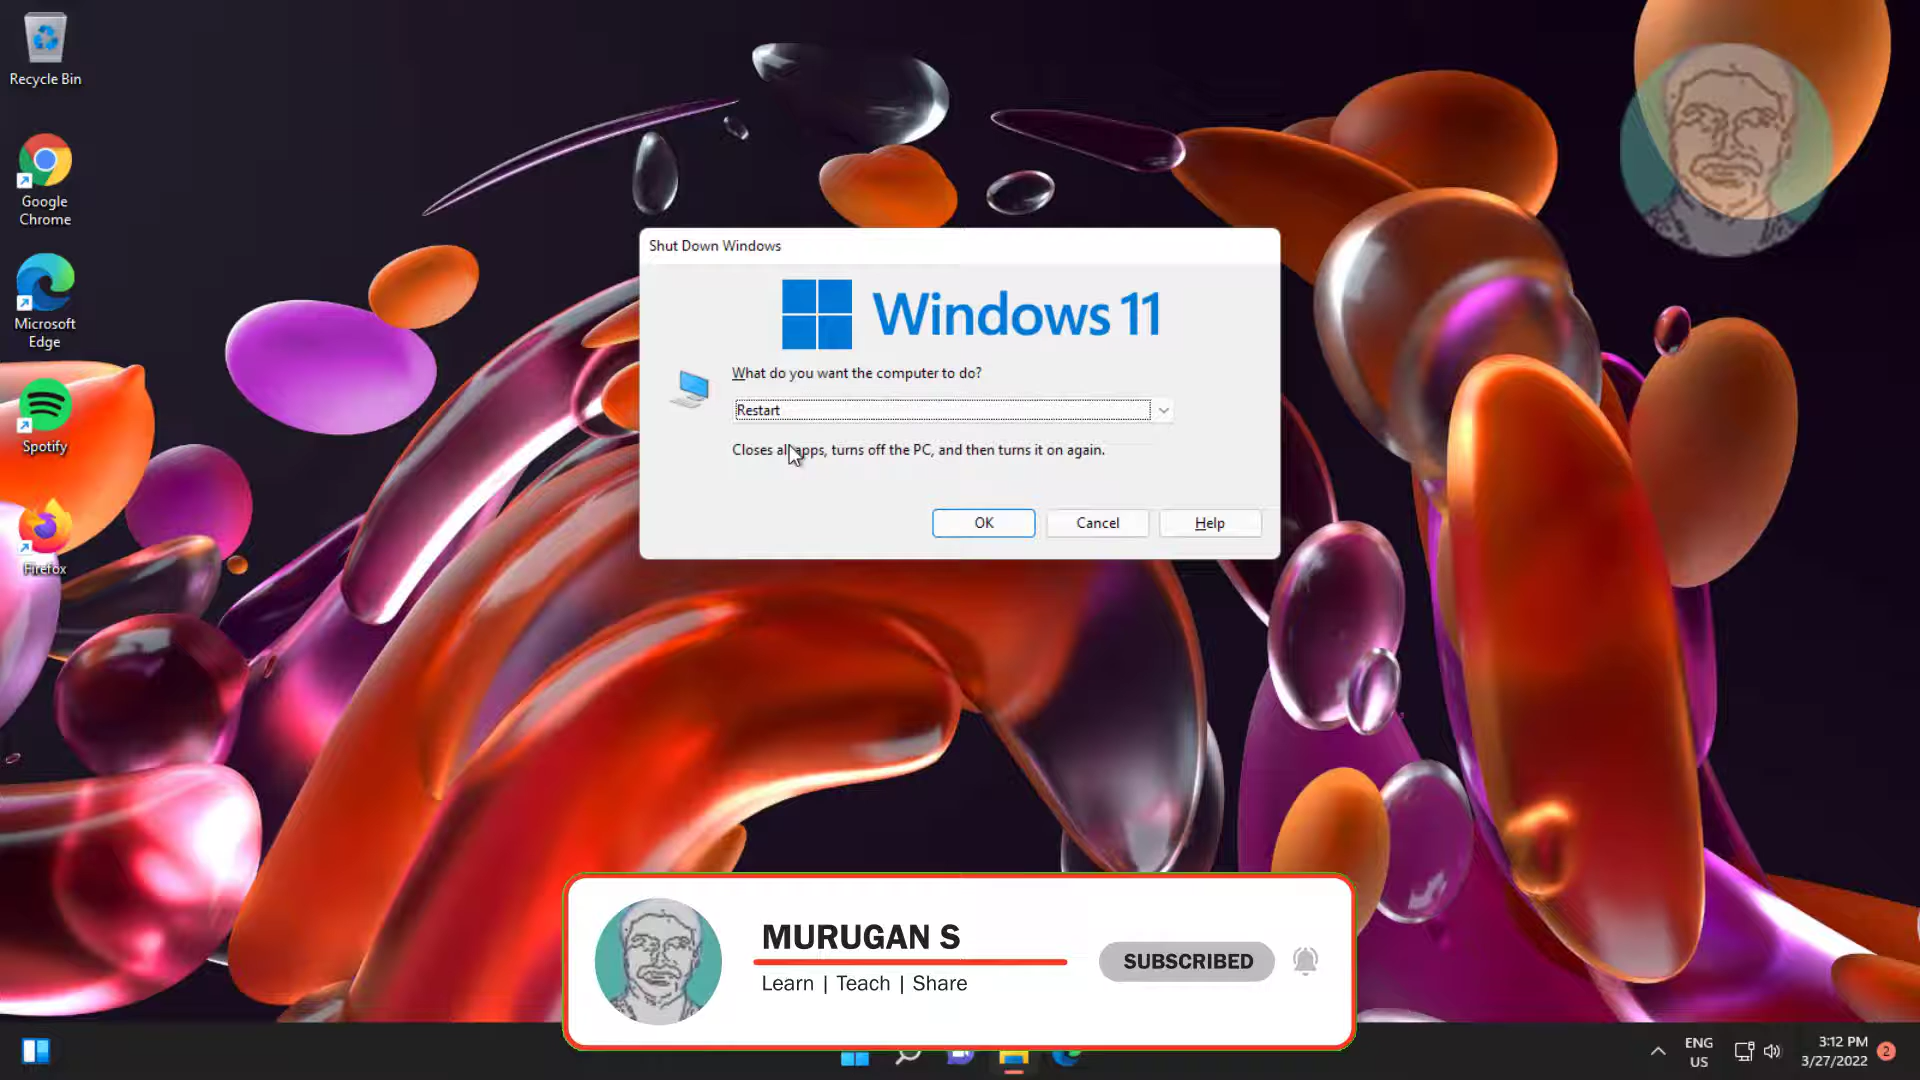 Recycle Bin
Google
Chrome
Microsoft
Edge
Spotify
Firefox
Shut Down Windows
Windows 11
What do you want the computer to do?
Restart
Closes all apps, turns off the PC, and then turns it on again.
OK
Cancel
Help
MURUGAN S
Learn | Teach | Share
SUBSCRIBED
ENG
US
3:12 PM
3/27/2022
2